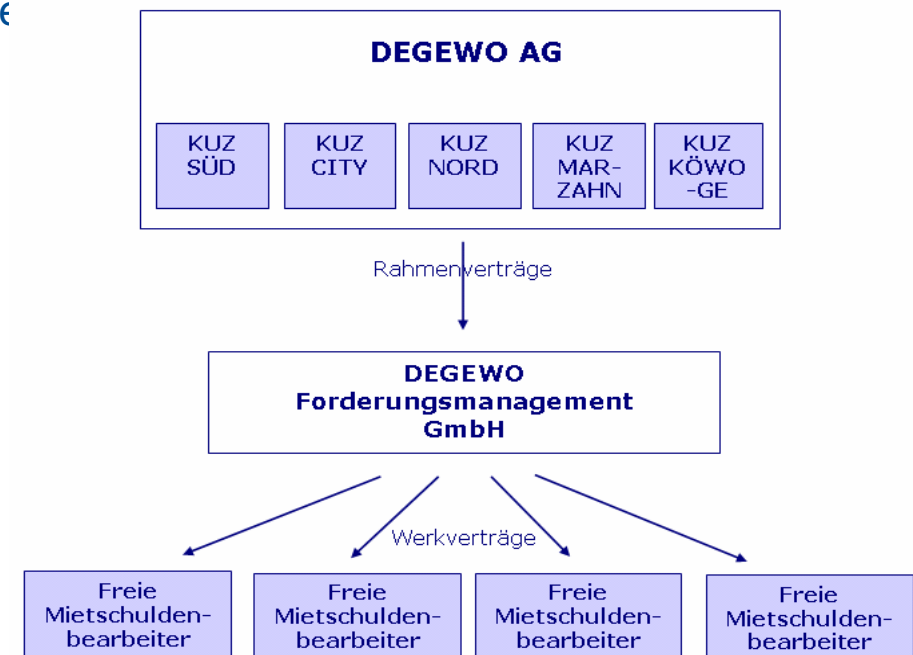 DEGEWO AG
KUZ
SÜD
KUZ
CITY
KUZ
NORD
KUZ
MAR-
ZAHN
KUZ
KÖWO
-GE
Rahmenverträge
DEGEWO
Forderungsmanagement
GmbH
Werkverträge
Freie
Mietschulden-
bearbeiter
Freie
Mietschulden-
bearbeiter
Freie
Mietschulden-
bearbeiter
Freie
Mietschulden-
bearbeiter